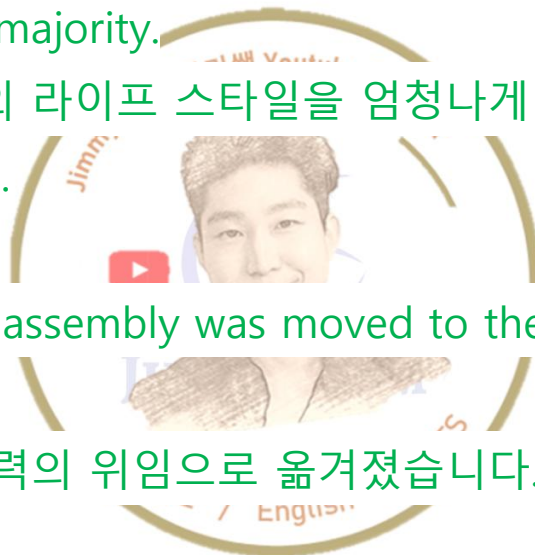 majority.
라이프 스타일을 엄청나게
.
assembly was moved to the
력의 위임으로 옮겨졌습니다.
English